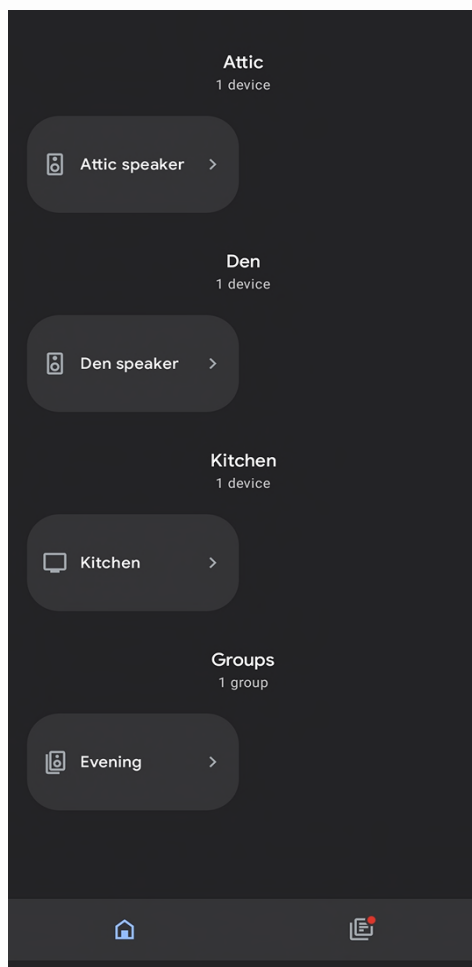 Attic
1 device
Attic speaker
Den
1 device
Den speaker
Kitchen
1 device
Kitchen
Groups
1 group
Evening